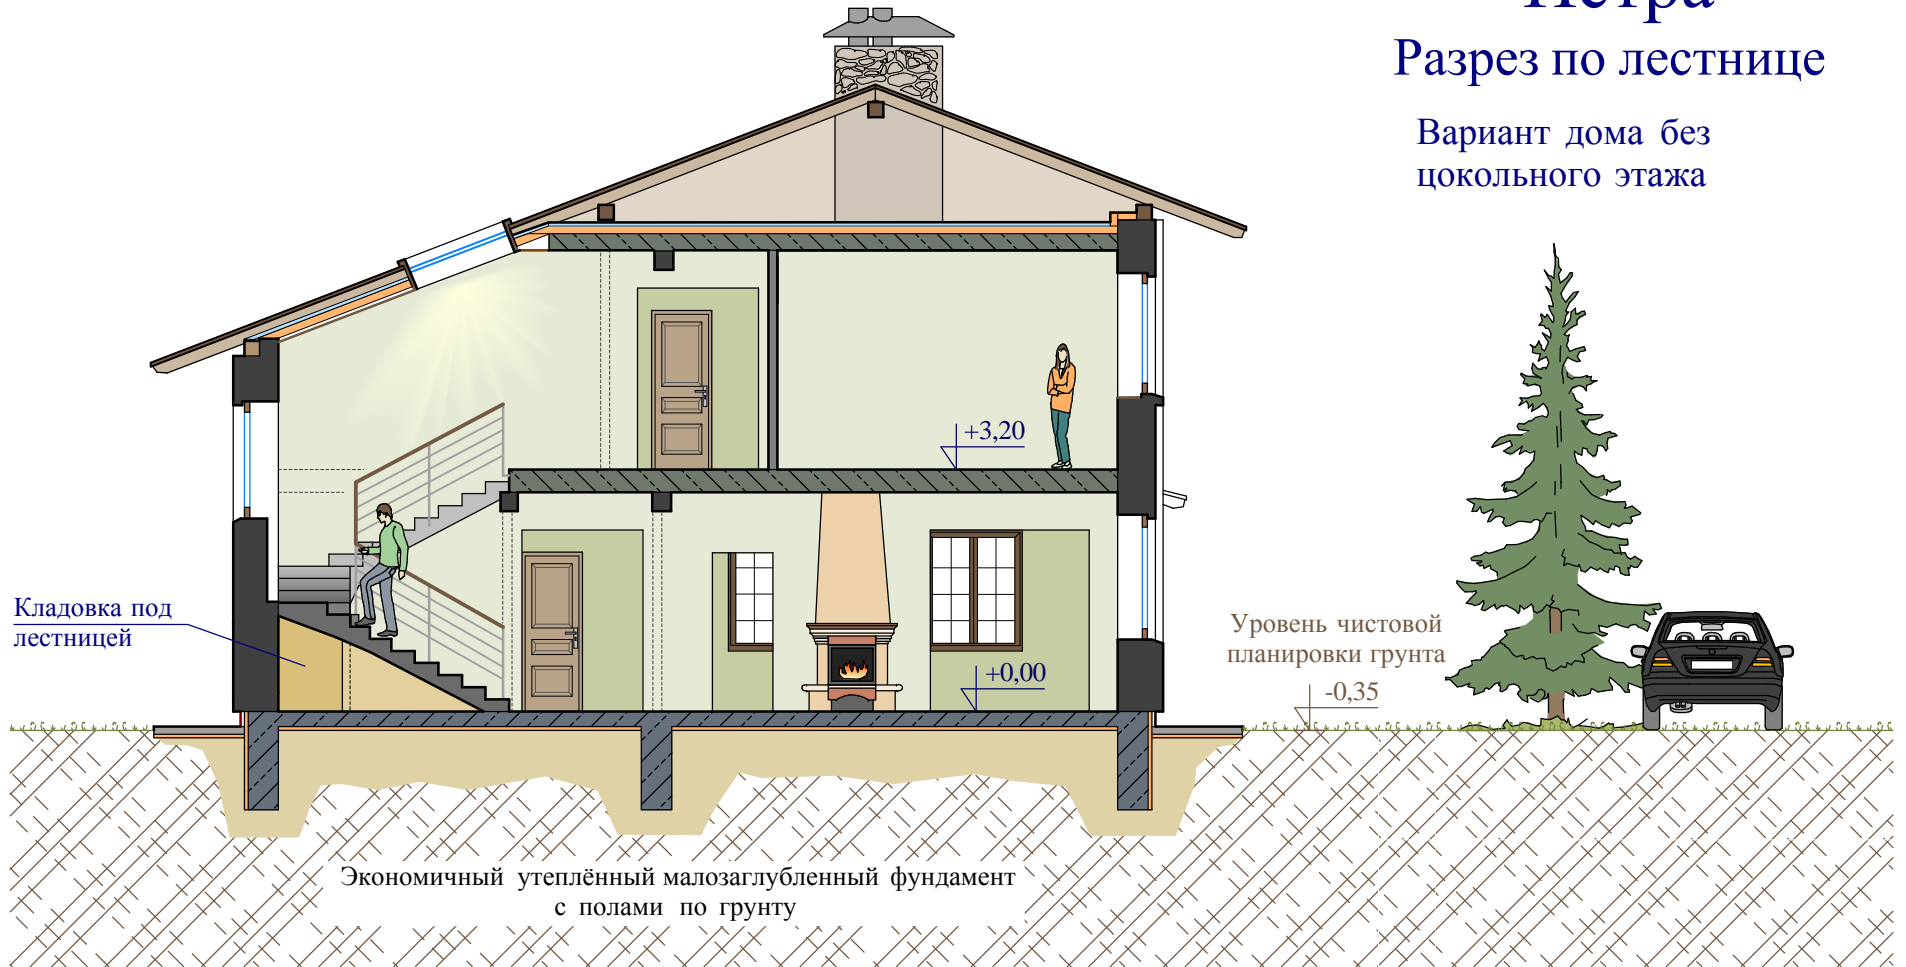 Петра
Разрез по лестнице
Вариант дома без
цокольного этажа
+3,20
Кладовка под
лестницей
+0,00
Уровень чистовой
планировки грунта
-0,35
Экономичный утеплённый малозаглубленный фундамент
с полами по грунту